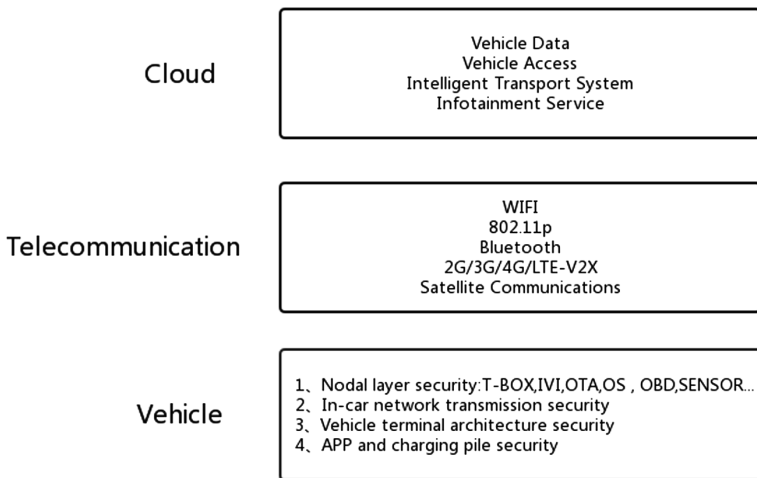 Cloud
Vehicle Data
Vehicle Access
Intelligent Transport System
Infotainment Service
Telecommunication
WIFI
802.11p
Bluetooth
2G/3G/4G/LTE-V2X
Satellite Communications
Vehicle
1、Nodal layer security:T-BOX,IVI,OTA,OS , OBD,SENSOR...
2、In-car network transmission security
3、Vehicle terminal architecture security
4、APP and charging pile security